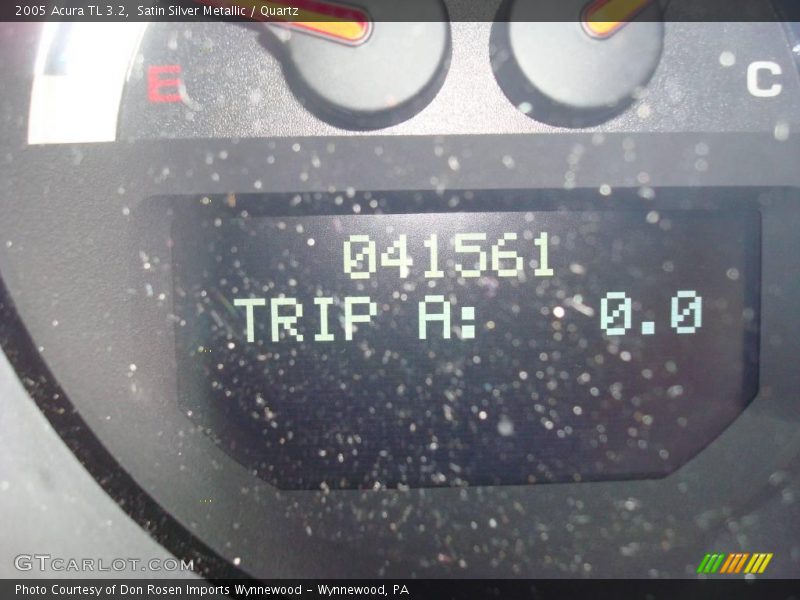 2005 Acura TL 3.2, Satin Silver Metallic / Quartz
E
C
041561
TRIP A: 0.0
GTCARLOT.COM
Photo Courtesy of Don Rosen Imports Wynnewood – Wynnewood, PA